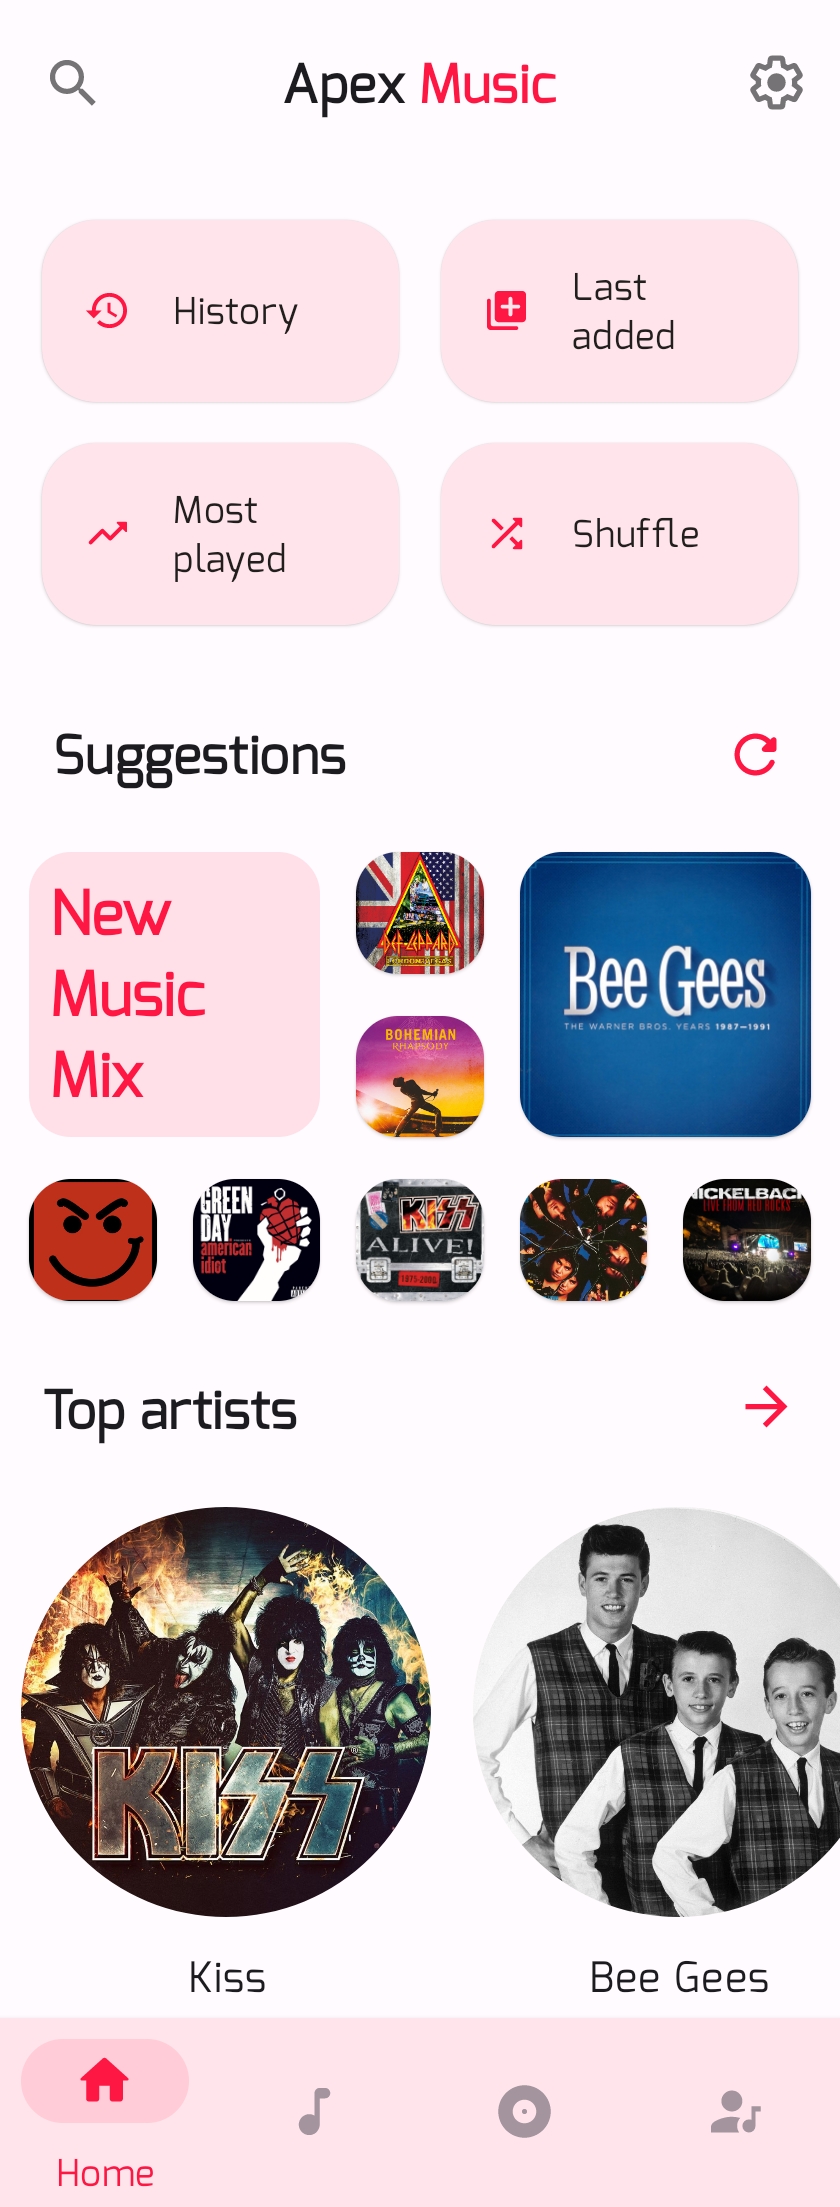 Apex Music
History
Last
added
Most
played
Shuffle
Suggestions
New
Music
Mix
DEF LEPPARD
BOHEMIAN
RHAPSODY
Bee Gees
THE WARNER BROS. YEARS 1987–1991
GREEN
DAY
american
idiot
KISS
ALIVE!
1975-2000
NICKELBACK
LIVE FROM RED ROCKS
Top artists
KISS
Kiss
Bee Gees
Home